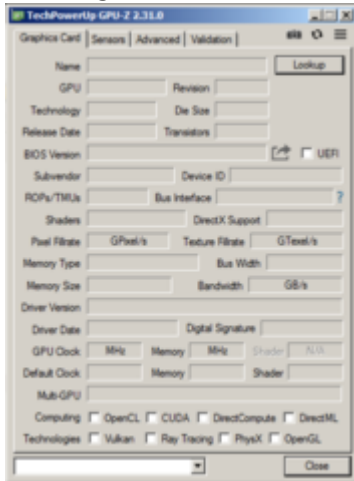 TechPowerUp GPU-Z 2.31.0
Graphics Card Sensors Advanced Validation
Name Lookup
GPU Revision
Technology Die Size
Release Date Transistors
BIOS Version UEFI
Subvendor Device ID
ROPs/TMUs Bus Interface ?
Shaders DirectX Support
Pixel Fillrate GPixel/s Texture Fillrate GTexel/s
Memory Type Bus Width
Memory Size Bandwidth GB/s
Driver Version
Driver Date Digital Signature
GPU Clock MHz Memory MHz Shader N/A
Default Clock Memory Shader
Multi-GPU
Computing OpenCL CUDA DirectCompute DirectML
Technologies Vulkan Ray Tracing PhysX OpenGL
Close